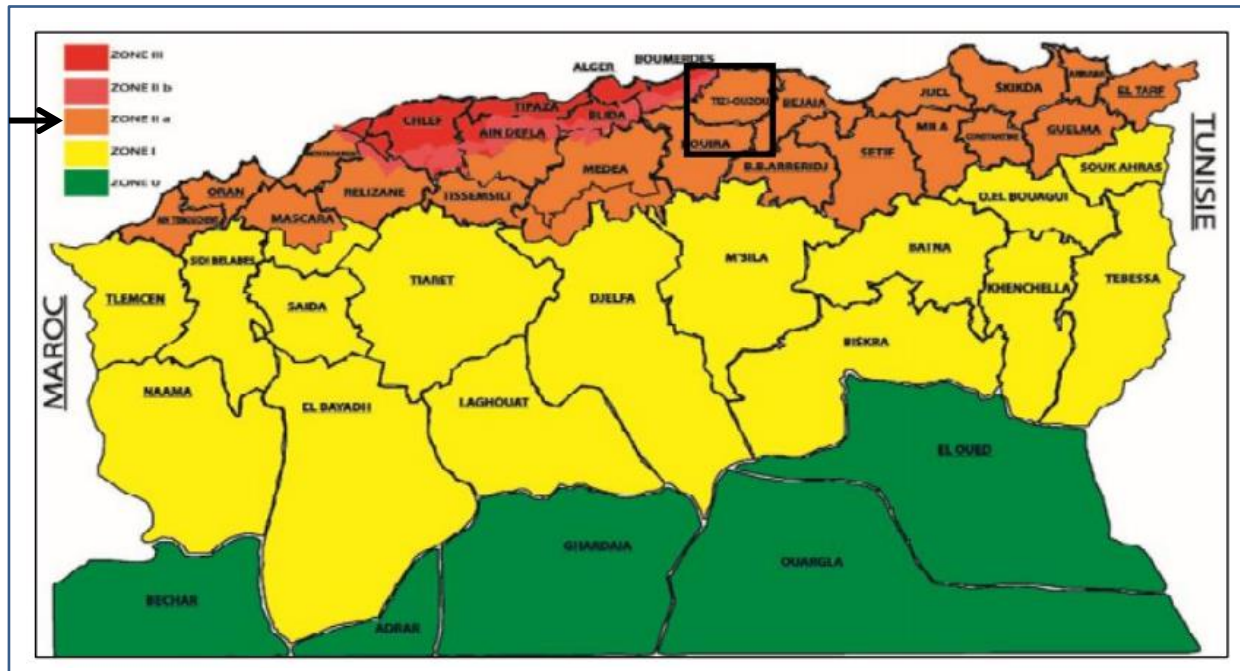 ZONE III
ZONE II b
ZONE II a
ZONE I
ZONE 0
BOUMERDES
ALGER
TIPAZA
CHLEF
AIN DEFLA
BLIDA
TIZI-OUZOU
BEJAIA
JIJEL
SKIKDA
ANNABA
EL TARF
BOUIRA
MILA
CONSTANTINE
GUELMA
SETIF
B.B.ARRERIDJ
MEDEA
TISSEMSILT
RELIZANE
ORAN
MASCARA
SOUK AHRAS
O.EL BOUAGUI
TUNISIE
SIDI BELABES
TLEMCEN
SAIDA
TIARET
DJELFA
M'SILA
BATNA
KHENCHELLA
TEBESSA
BISKRA
MAROC
NAAMA
EL BAYADH
LAGHOUAT
EL OUED
GHARDAIA
OUARGLA
BECHAR
ADRAR